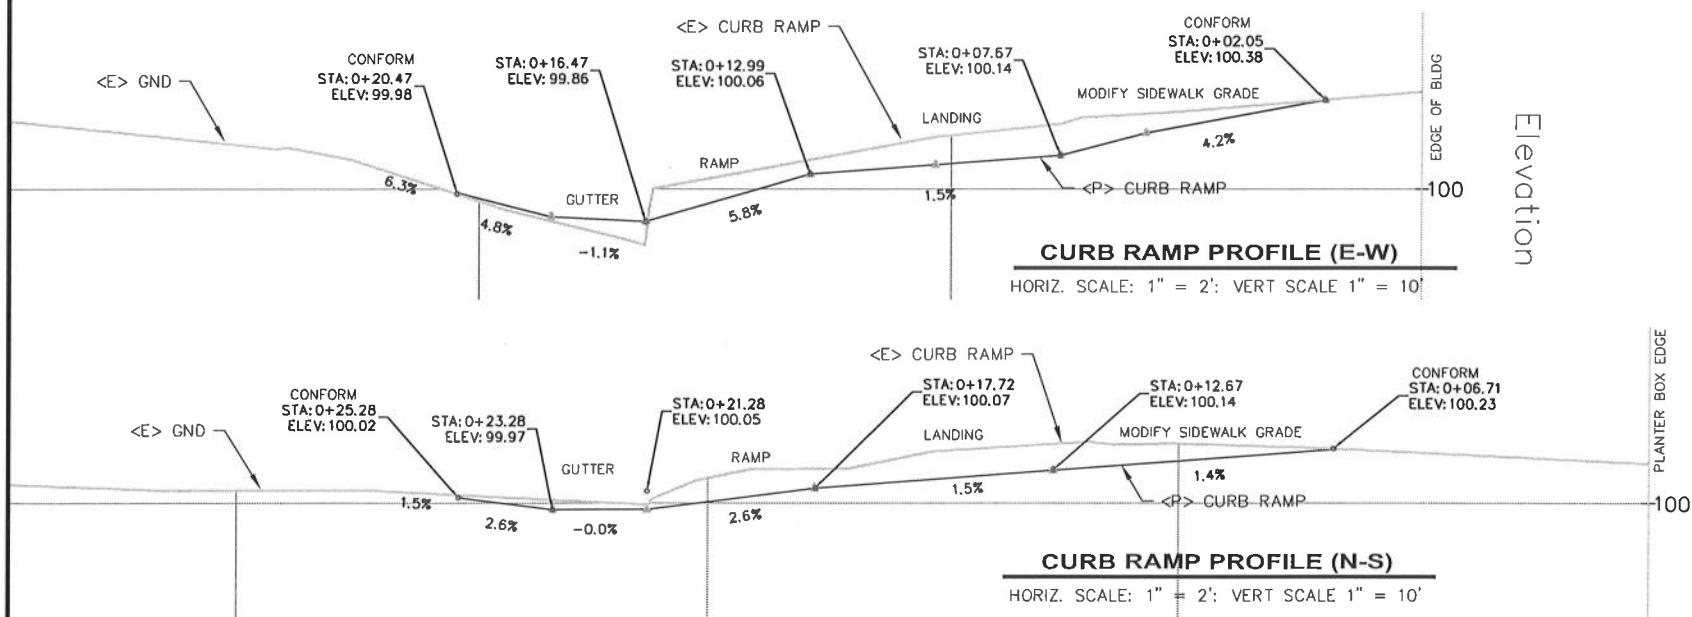 <E> CURB RAMP
CONFORM
STA: 0+02.05
ELEV: 100.38
CONFORM
STA: 0+20.47
ELEV: 99.98
STA: 0+16.47
ELEV: 99.86
STA: 0+12.99
ELEV: 100.06
STA: 0+07.67
ELEV: 100.14
<E> GND
MODIFY SIDEWALK GRADE
LANDING
RAMP
GUTTER
6.3%
4.8%
-1.1%
5.8%
1.5%
4.2%
<P> CURB RAMP
EDGE OF BLDG
100
Elevation
CURB RAMP PROFILE (E-W)
HORIZ. SCALE: 1" = 2': VERT SCALE 1" = 10'
<E> CURB RAMP
CONFORM
STA: 0+25.28
ELEV: 100.02
STA: 0+23.28
ELEV: 99.97
STA: 0+21.28
ELEV: 100.05
STA: 0+17.72
ELEV: 100.07
STA: 0+12.67
ELEV: 100.14
CONFORM
STA: 0+06.71
ELEV: 100.23
<E> GND
GUTTER
RAMP
LANDING
MODIFY SIDEWALK GRADE
1.5%
2.6%
-0.0%
2.6%
1.5%
1.4%
<P> CURB RAMP
PLANTER BOX EDGE
100
CURB RAMP PROFILE (N-S)
HORIZ. SCALE: 1" = 2': VERT SCALE 1" = 10'